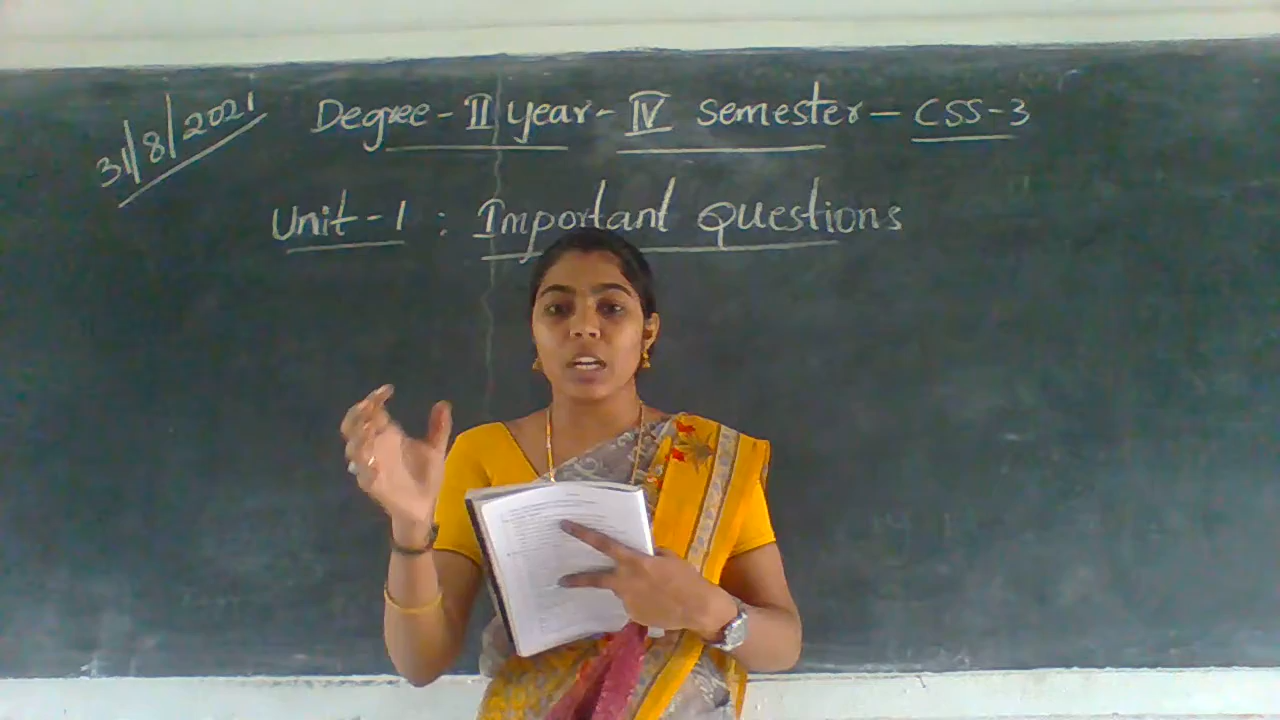 31/8/2021
Degree - II year - IV semester - CSS-3
Unit-1 : Important Questions